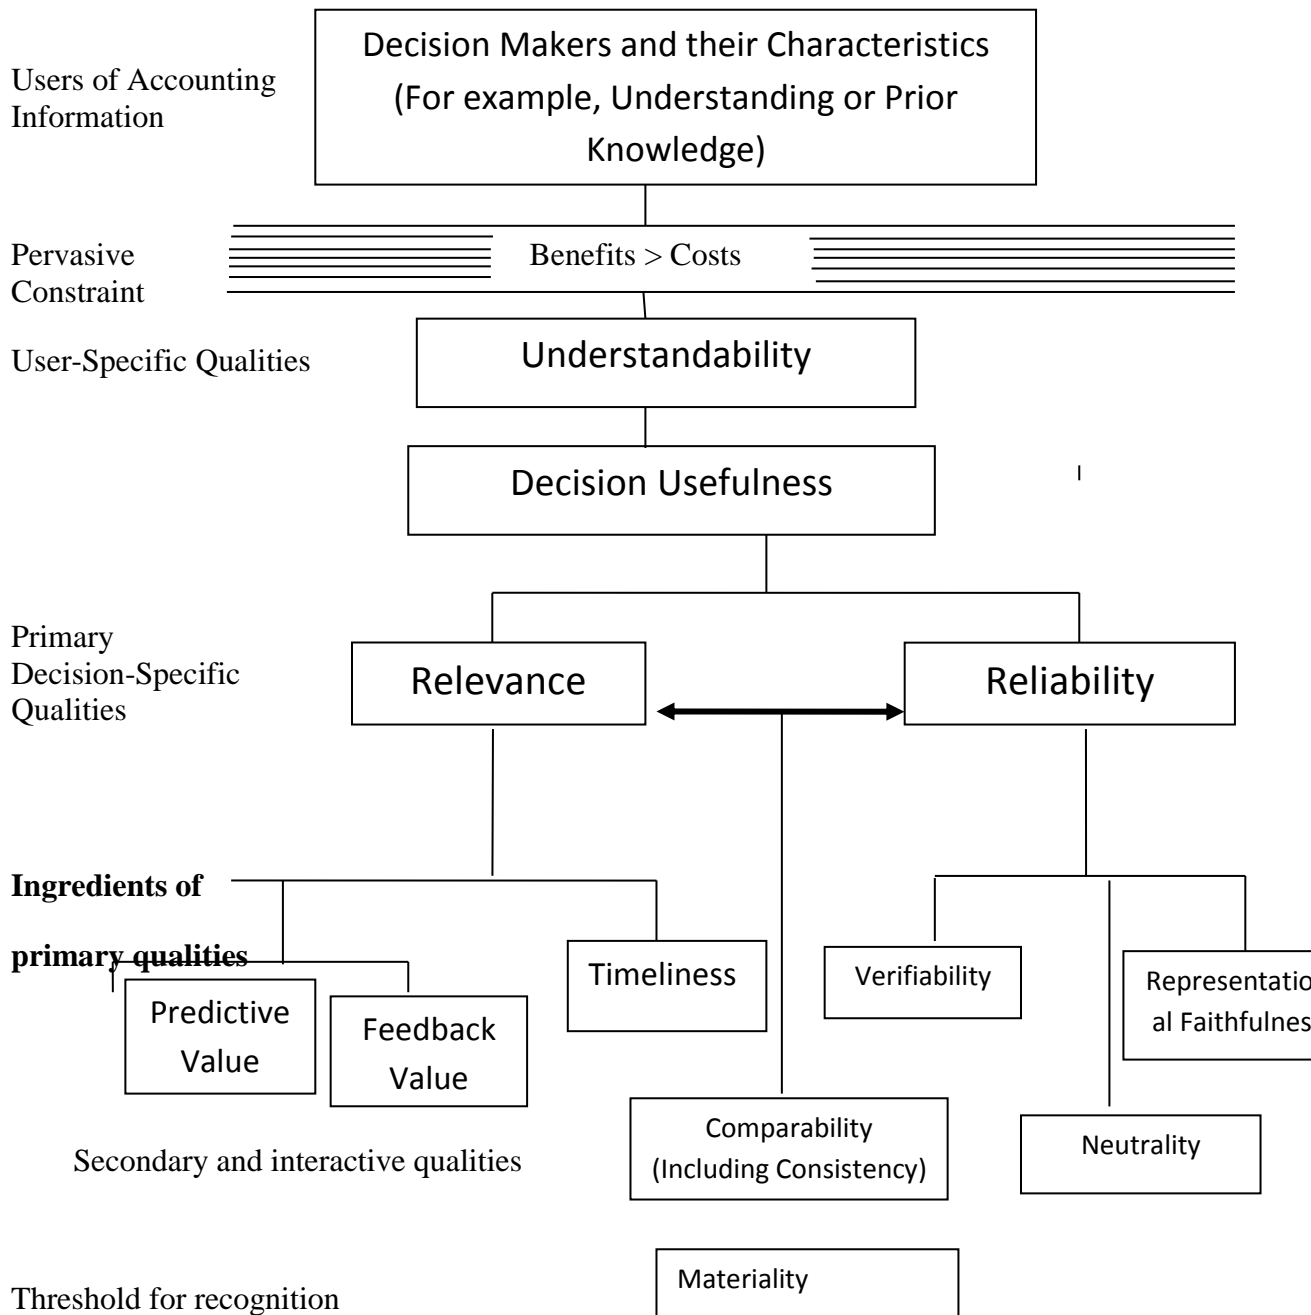 Decision Makers and their Characteristics
(For example, Understanding or Prior
Knowledge)
Users of Accounting
Information
Pervasive
Constraint
Benefits > Costs
User-Specific Qualities
Understandability
Decision Usefulness
Primary
Decision-Specific
Qualities
Relevance
Reliability
Ingredients of
primary qualities
Predictive
Value
Feedback
Value
Timeliness
Verifiability
Representatio
al Faithfulnes
Comparability
(Including Consistency)
Neutrality
Secondary and interactive qualities
Materiality
Threshold for recognition